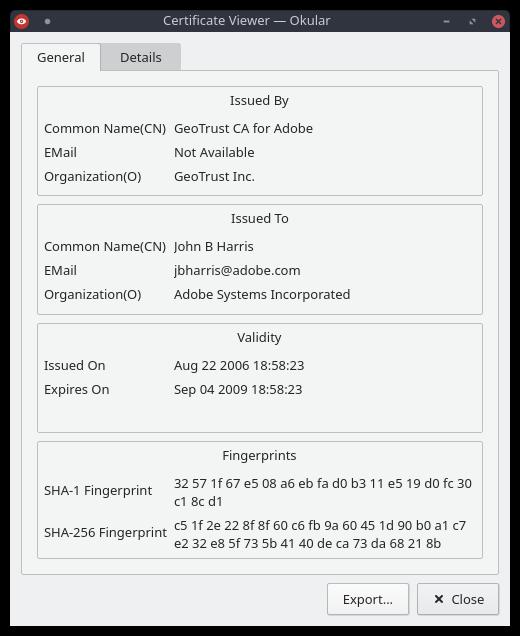 Certificate Viewer — Okular
General Details
Issued By
Common Name(CN) GeoTrust CA for Adobe
EMail Not Available
Organization(O) GeoTrust Inc.
Issued To
Common Name(CN) John B Harris
EMail jbharris@adobe.com
Organization(O) Adobe Systems Incorporated
Validity
Issued On Aug 22 2006 18:58:23
Expires On Sep 04 2009 18:58:23
Fingerprints
SHA-1 Fingerprint 32 57 1f 67 e5 08 a6 eb fa d0 b3 11 e5 19 d0 fc 30
c1 8c d1
SHA-256 Fingerprint c5 1f 2e 22 8f 8f 60 c6 fb 9a 60 45 1d 90 b0 a1 c7
e2 32 e8 5f 73 5b 41 40 de ca 73 da 68 21 8b
Export... Close